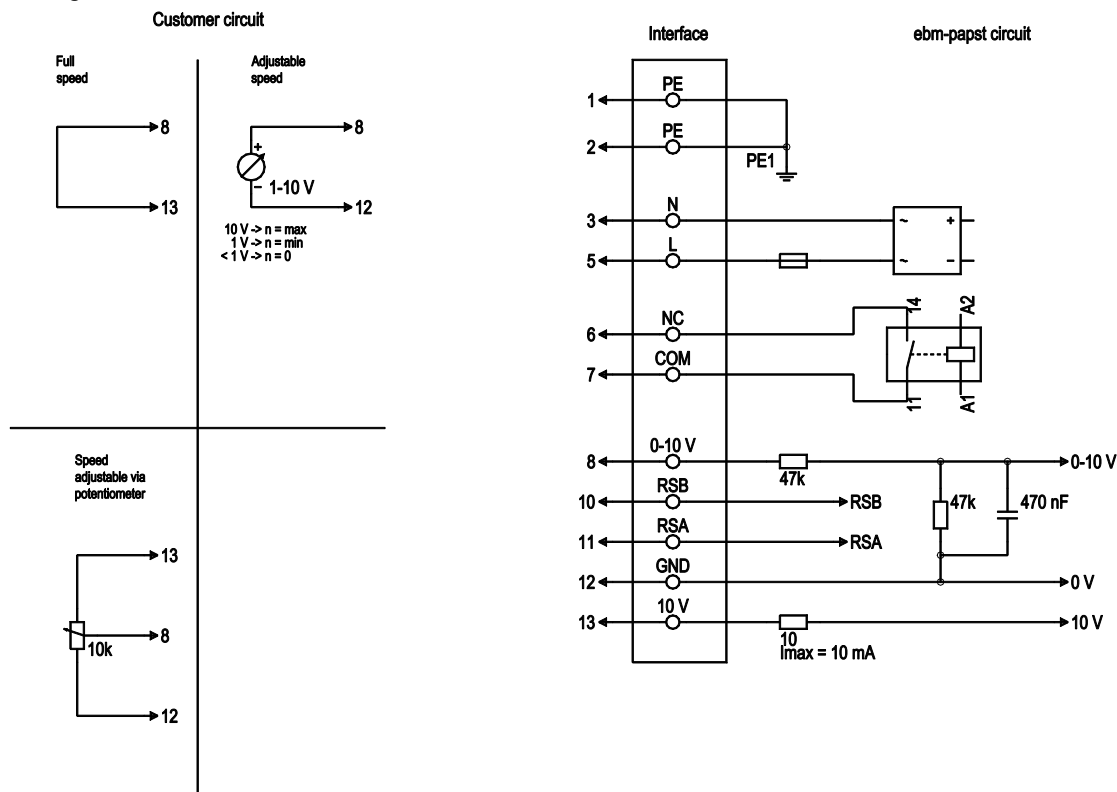 Customer circuit
Full
speed
8
13
Adjustable
speed
+
8
− 1-10 V
12
10 V -> n = max
1 V -> n = min
< 1 V -> n = 0
Speed
adjustable via
potentiometer
13
8
10k
12
Interface
ebm-papst circuit
1 PE
2 PE
PE1
3 N
~ +
5 L
~ −
6 NC
14 A2
7 COM
11 A1
8 0-10 V
47k
0-10 V
10 RSB
RSB
47k
470 nF
11 RSA
RSA
12 GND
0 V
13 10 V
10 V
10
Imax = 10 mA